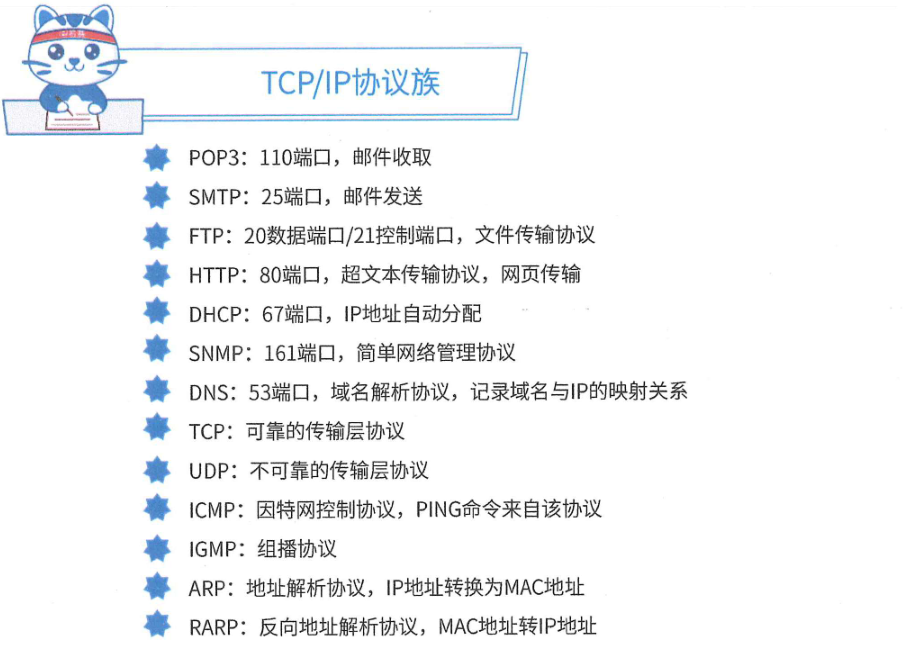 TCP/IP协议族
POP3：110端口，邮件收取
SMTP：25端口，邮件发送
FTP：20数据端口/21控制端口，文件传输协议
HTTP：80端口，超文本传输协议，网页传输
DHCP：67端口，IP地址自动分配
SNMP：161端口，简单网络管理协议
DNS：53端口，域名解析协议，记录域名与IP的映射关系
TCP：可靠的传输层协议
UDP：不可靠的传输层协议
ICMP：因特网控制协议，PING命令来自该协议
IGMP：组播协议
ARP：地址解析协议，IP地址转换为MAC地址
RARP：反向地址解析协议，MAC地址转IP地址